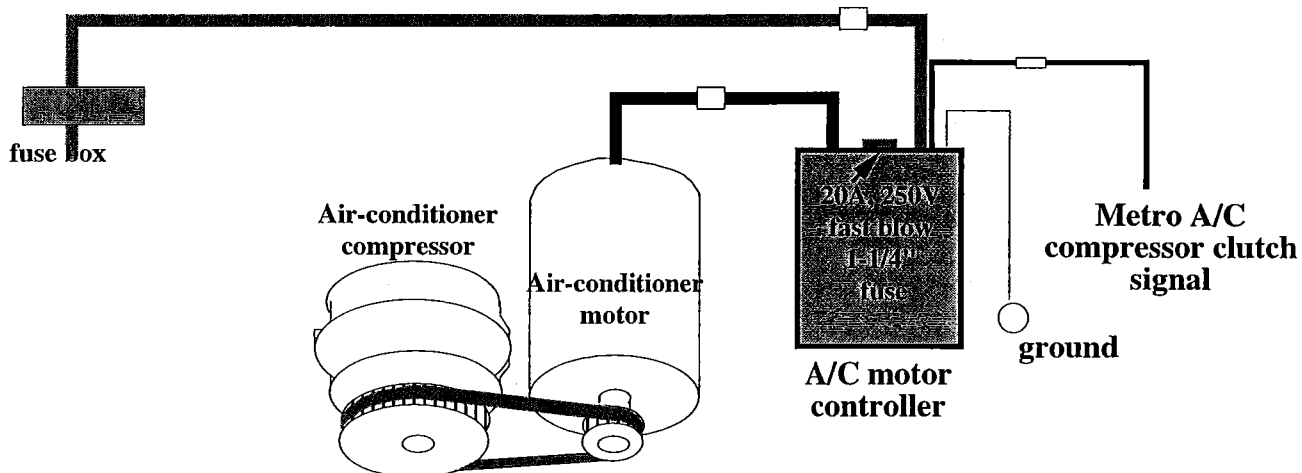 fuse box
Air-conditioner
compressor
Air-conditioner
motor
20A, 250V
fast blow
1-1/4"
fuse
A/C motor
controller
ground
Metro A/C
compressor clutch
signal